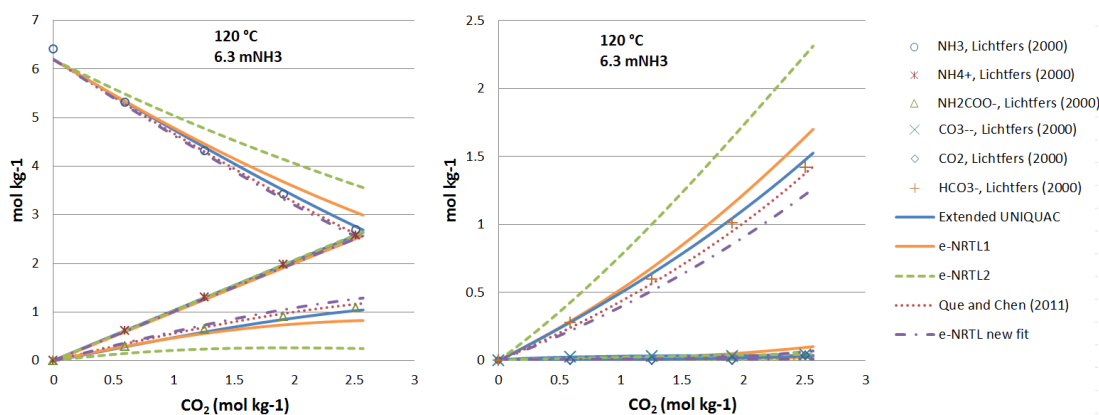 7
6
5
4
3
2
1
0
mol kg-1
120 °C
6.3 mNH3
0
0.5
1
1.5
2
2.5
3
CO2 (mol kg-1)
2.5
2
1.5
1
0.5
0
mol kg-1
120 °C
6.3 mNH3
0
0.5
1
1.5
2
2.5
3
CO2 (mol kg-1)
NH3, Lichtfers (2000)
NH4+, Lichtfers (2000)
NH2COO-, Lichtfers (2000)
CO3--, Lichtfers (2000)
CO2, Lichtfers (2000)
HCO3-, Lichtfers (2000)
Extended UNIQUAC
e-NRTL1
e-NRTL2
Que and Chen (2011)
e-NRTL new fit